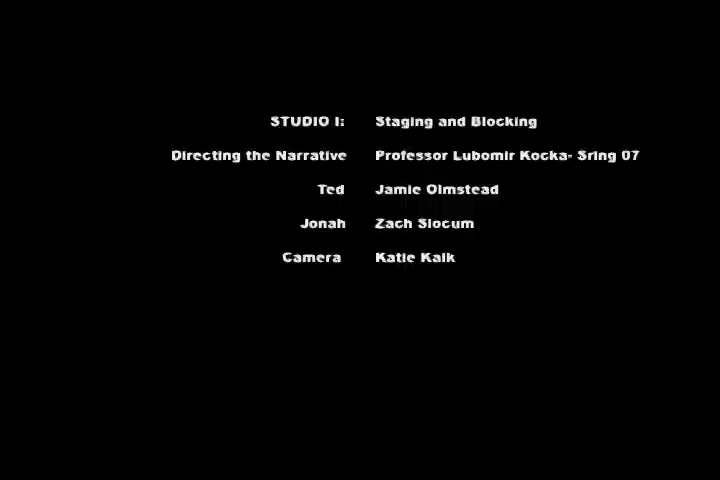 STUDIO I: Staging and Blocking
Directing the Narrative Professor Lubomir Kocka- Sring 07
Ted Jamie Olmstead
Jonah Zach Slocum
Camera Katie Kalk